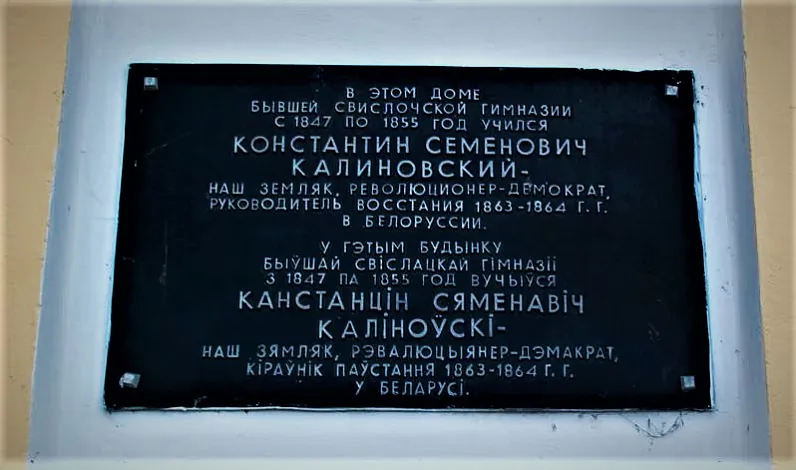 В ЭТОМ ДОМЕ
БЫВШЕЙ СВИСЛОЧСКОЙ ГИМНАЗИИ
С 1847 ПО 1855 ГОД УЧИЛСЯ
КОНСТАНТИН СЕМЕНОВИЧ
КАЛИНОВСКИЙ-
НАШ ЗЕМЛЯК, РЕВОЛЮЦИОНЕР-ДЕМОКРАТ,
РУКОВОДИТЕЛЬ ВОССТАНИЯ 1863-1864 Г. Г.
В БЕЛОРУССИИ.
У ГЭТЫМ БУДЫНКУ
БЫЎШАЙ СВІСЛАЦКАЙ ГІМНАЗІІ
З 1847 ПА 1855 ГОД ВУЧЫЎСЯ
КАНСТАНЦІН СЯМЕНАВІЧ
КАЛІНОЎСКІ-
НАШ ЗЯМЛЯК, РЭВАЛЮЦЫЯНЕР-ДЭМАКРАТ,
КІРАЎНІК ПАЎСТАННЯ 1863-1864 Г. Г.
У БЕЛАРУСІ.